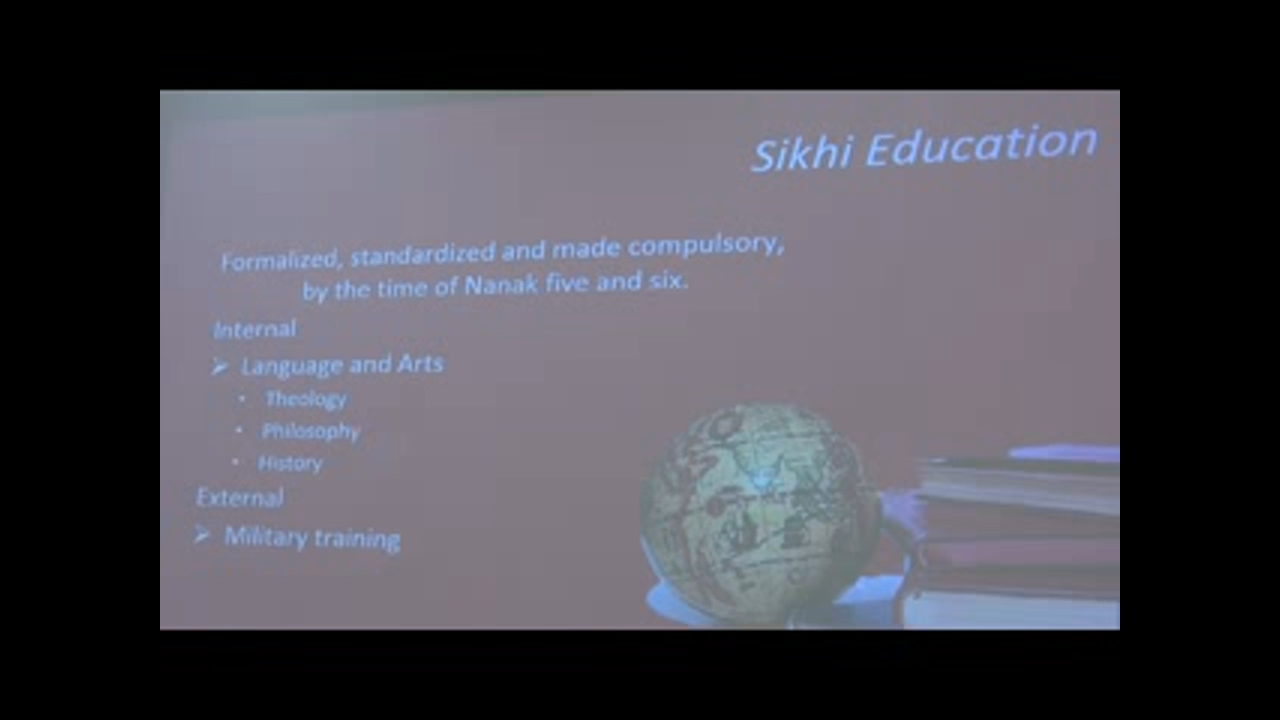 Sikhi Education
Formalized, standardized and made compulsory,
by the time of Nanak five and six.
Internal
➢ Language and Arts
• Theology
• Philosophy
• History
External
➢ Military training